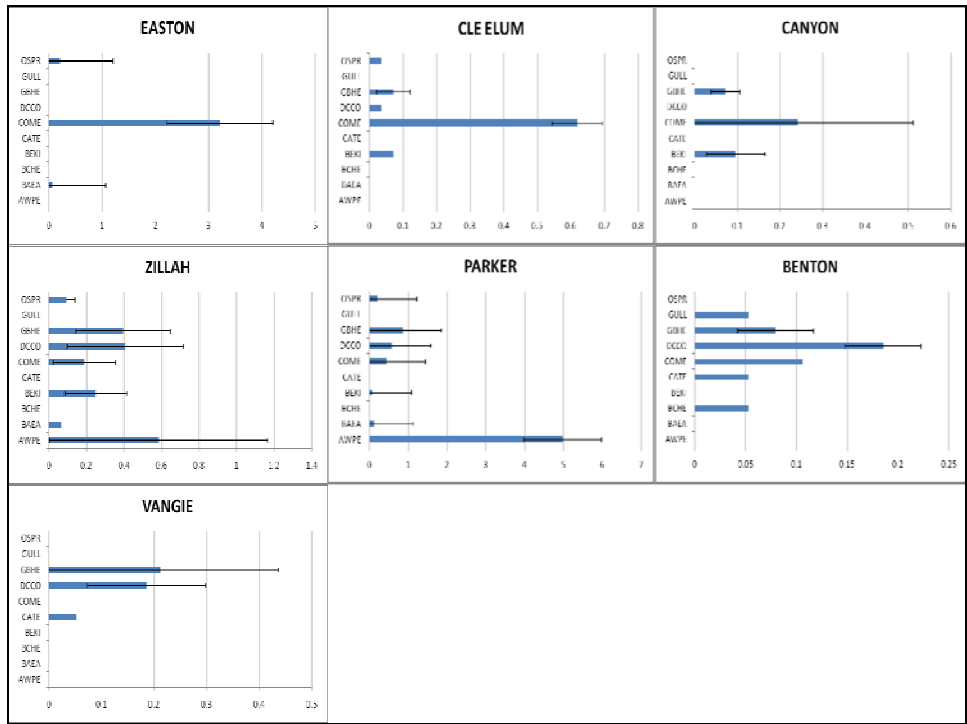 EASTON
OSPR
GULL
GBHE
DCCO
COME
CATE
BEKI
BCHE
BAEA
AWPE
0 1 2 3 4 5
CLE ELUM
OSPR
GULL
GBHE
DCCO
COME
CATE
BEKI
BCHE
BAEA
AWPE
0 0.1 0.2 0.3 0.4 0.5 0.6 0.7 0.8
CANYON
OSPR
GULL
GBHE
DCCO
COME
CATE
BEKI
BCHE
BAEA
AWPE
0 0.1 0.2 0.3 0.4 0.5 0.6
ZILLAH
OSPR
GULL
GBHE
DCCO
COME
CATE
BEKI
BCHE
BAEA
AWPE
0 0.2 0.4 0.6 0.8 1 1.2 1.4
PARKER
OSPR
GULL
GBHE
DCCO
COME
CATE
BEKI
BCHE
BAEA
AWPE
0 1 2 3 4 5 6 7
BENTON
OSPR
GULL
GBHE
DCCO
COME
CATE
BEKI
BCHE
BAEA
AWPE
0 0.05 0.1 0.15 0.2 0.25
VANGIE
OSPR
GULL
GBHE
DCCO
COME
CATE
BEKI
BCHE
BAEA
AWPE
0 0.1 0.2 0.3 0.4 0.5